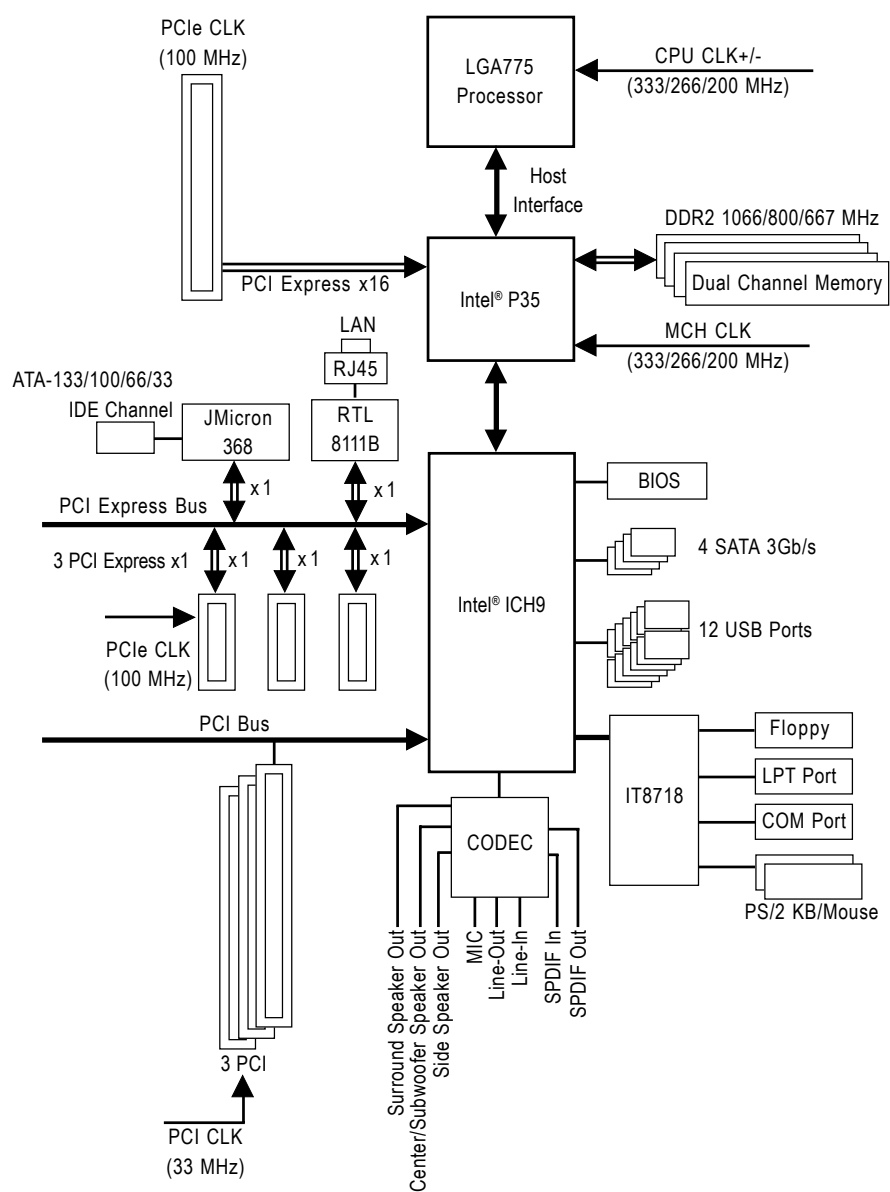 PCIe CLK
(100 MHz)
LGA775
Processor
CPU CLK+/-
(333/266/200 MHz)
Host
Interface
DDR2 1066/800/667 MHz
Dual Channel Memory
PCI Express x16
Intel® P35
MCH CLK
(333/266/200 MHz)
LAN
RJ45
ATA-133/100/66/33
IDE Channel
JMicron
368
RTL
8111B
x1
x1
PCI Express Bus
BIOS
3 PCI Express x1
x1
x1
x1
4 SATA 3Gb/s
Intel® ICH9
12 USB Ports
PCIe CLK
(100 MHz)
PCI Bus
Floppy
LPT Port
IT8718
COM Port
PS/2 KB/Mouse
CODEC
Surround Speaker Out
Center/Subwoofer Speaker Out
Side Speaker Out
MIC
Line-Out
Line-In
SPDIF In
SPDIF Out
3 PCI
PCI CLK
(33 MHz)